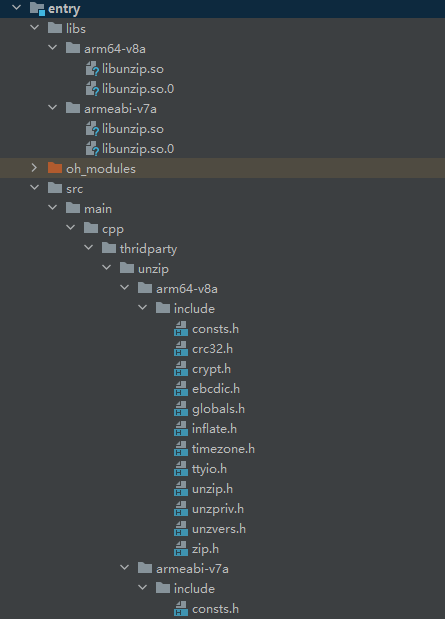 entry
libs
arm64-v8a
libunzip.so
libunzip.so.0
armeabi-v7a
libunzip.so
libunzip.so.0
oh_modules
src
main
cpp
thridparty
unzip
arm64-v8a
include
consts.h
crc32.h
crypt.h
ebcdic.h
globals.h
inflate.h
timezone.h
ttyio.h
unzip.h
unzpriv.h
unzvers.h
zip.h
armeabi-v7a
include
consts.h